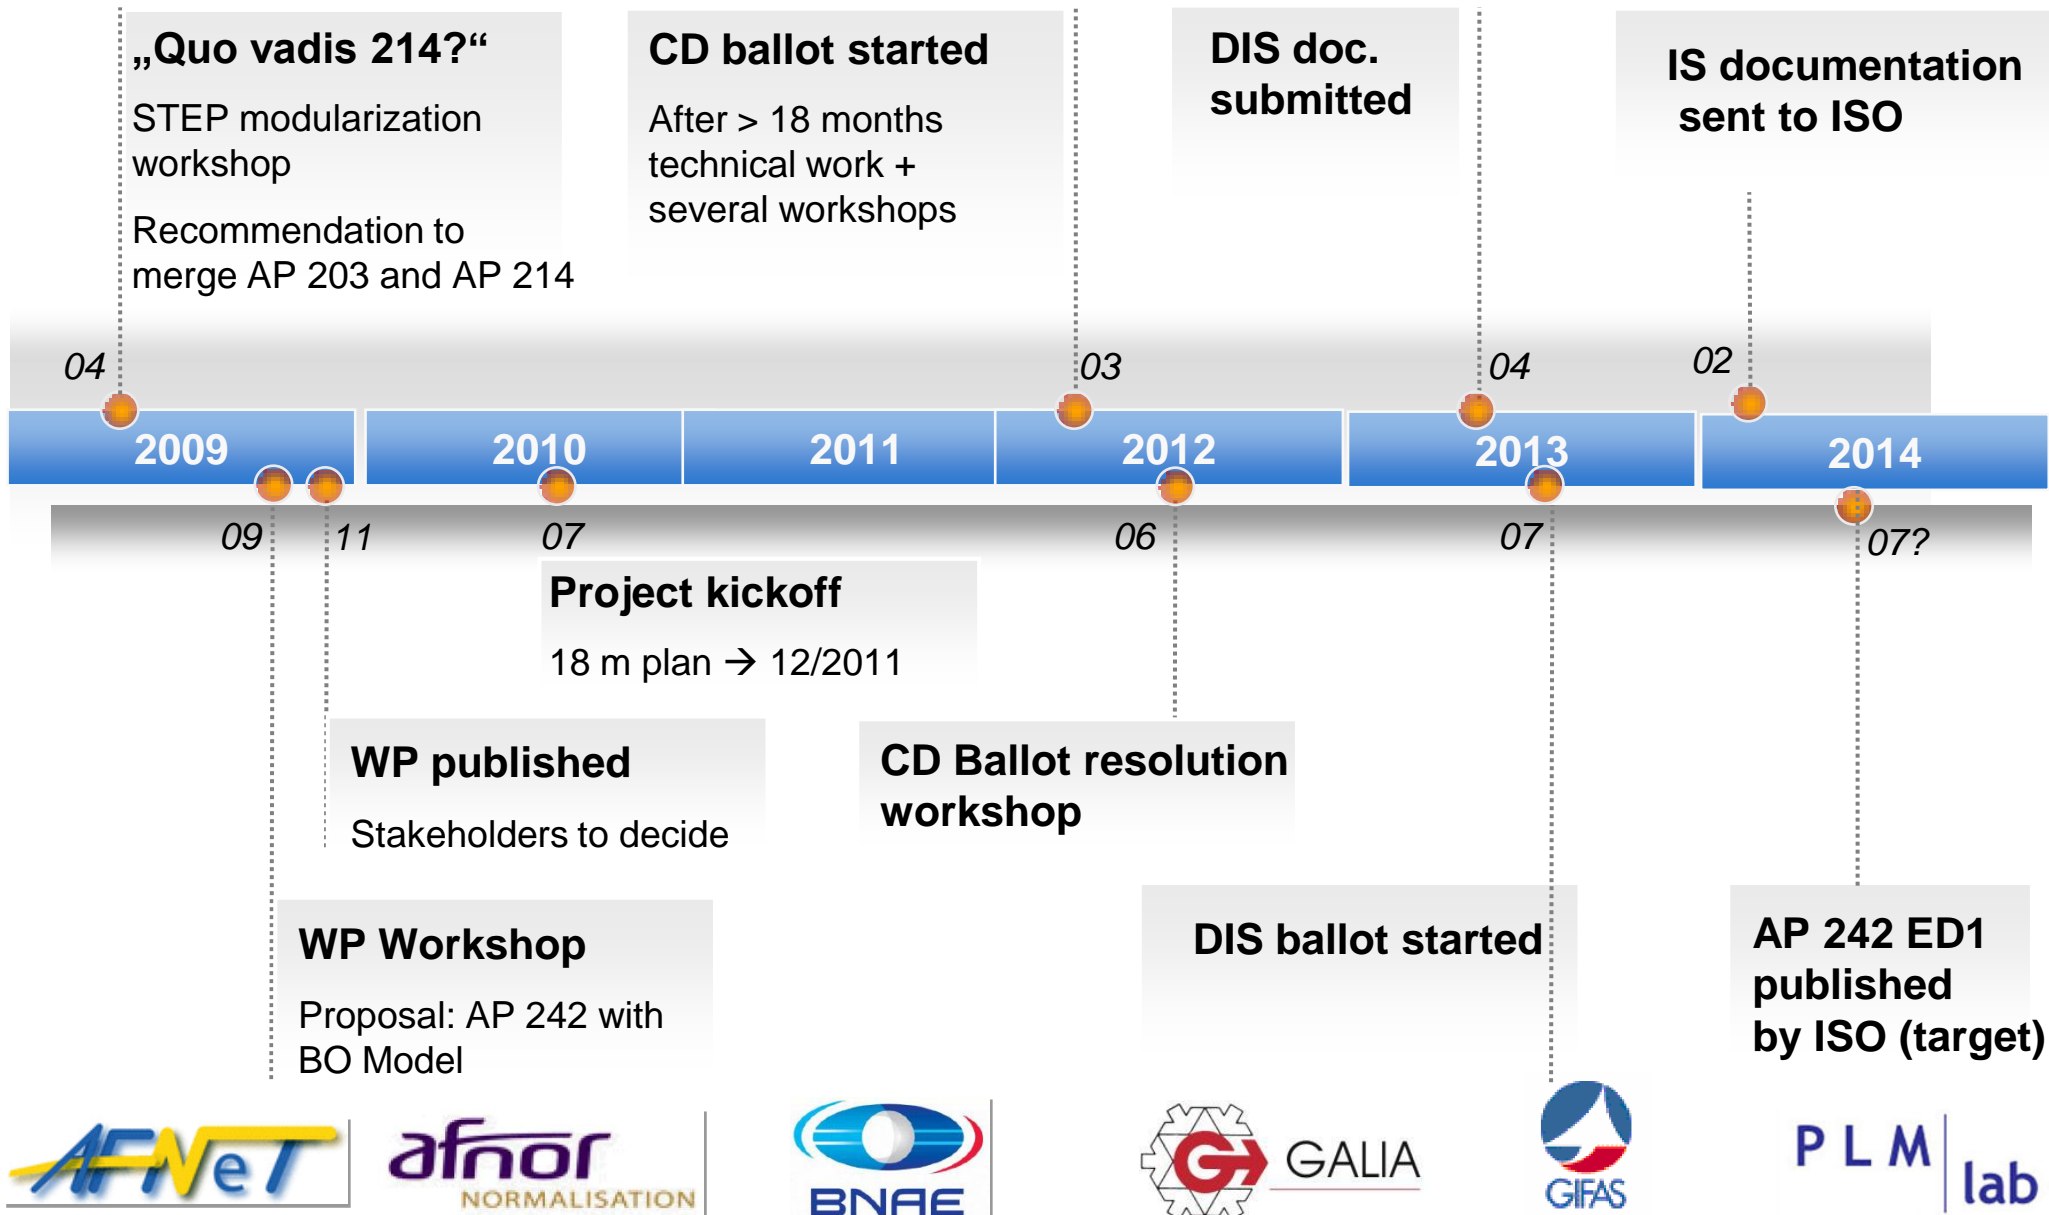 „Quo vadis 214?“
STEP modularization
workshop
Recommendation to
merge AP 203 and AP 214
CD ballot started
After > 18 months
technical work +
several workshops
DIS doc.
submitted
IS documentation
sent to ISO
04
03
04
02
2009
2010
2011
2012
2013
2014
09
11
07
06
07
07?
Project kickoff
18 m plan → 12/2011
WP published
Stakeholders to decide
CD Ballot resolution
workshop
WP Workshop
Proposal: AP 242 with
BO Model
DIS ballot started
AP 242 ED1
published
by ISO (target)
AFNeT
afnor
NORMALISATION
BNAE
G
GALIA
GIFAS
PLM
lab